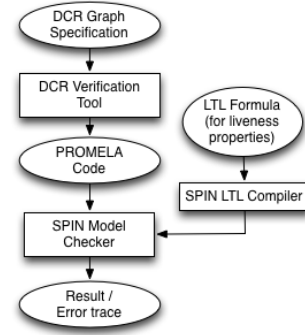 DCR Graph
Specification
DCR Verification
Tool
LTL Formula
(for liveness
properties)
PROMELA
Code
SPIN LTL Compiler
SPIN Model
Checker
Result /
Error trace